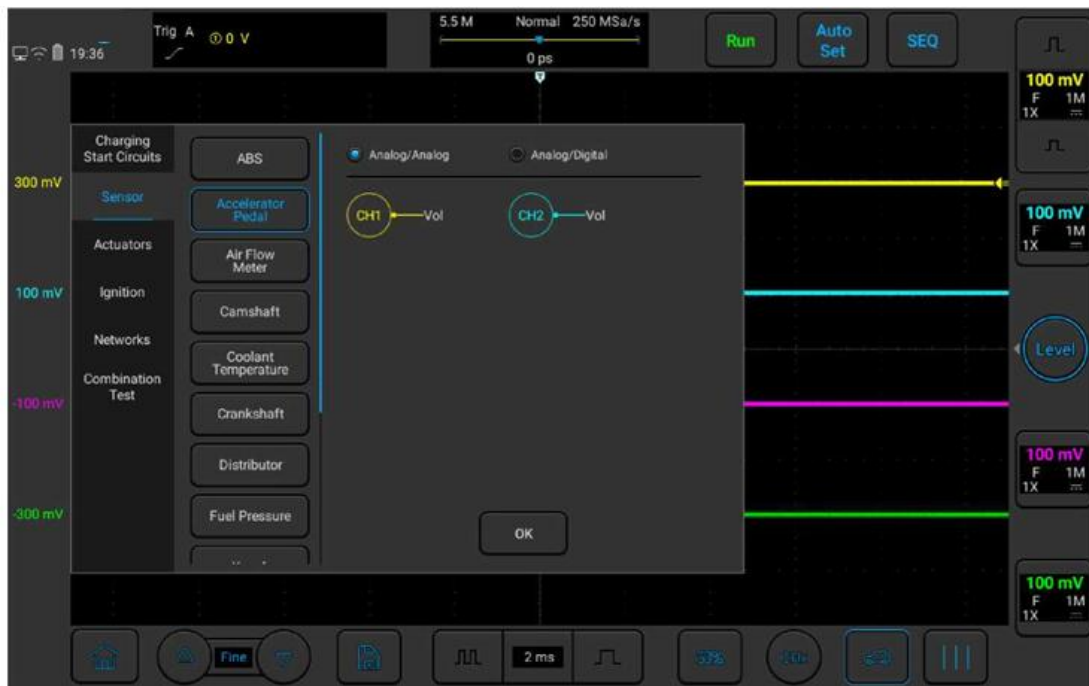 19:36
Trig A ① 0 V
5.5 M Normal 250 MSa/s
0 ps
T
Run
Auto
Set
SEQ
Charging
Start Circuits
Sensor
Actuators
Ignition
Networks
Combination
Test
ABS
Accelerator
Pedal
Air Flow
Meter
Camshaft
Coolant
Temperature
Crankshaft
Distributor
Fuel Pressure
Analog/Analog
Analog/Digital
CH1 Vol
CH2 Vol
OK
300 mV
100 mV
-100 mV
-300 mV
100 mV
F 1M
1X
100 mV
F 1M
1X
Level
100 mV
F 1M
1X
100 mV
F 1M
1X
Fine
2 ms
50%